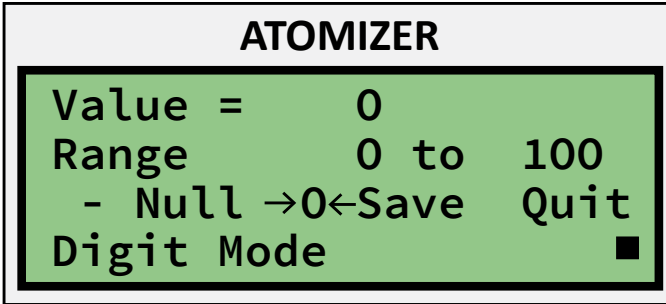 ATOMIZER
Value = 0
Range 0 to 100
- Null →0←Save Quit
Digit Mode ■